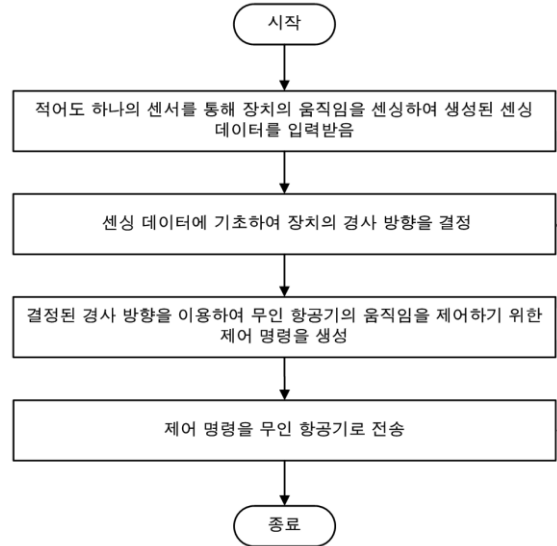 시작
적어도 하나의 센서를 통해 장치의 움직임을 센싱하여 생성된 센싱
데이터를 입력받음
센싱 데이터에 기초하여 장치의 경사 방향을 결정
결정된 경사 방향을 이용하여 무인 항공기의 움직임을 제어하기 위한
제어 명령을 생성
제어 명령을 무인 항공기로 전송
종료